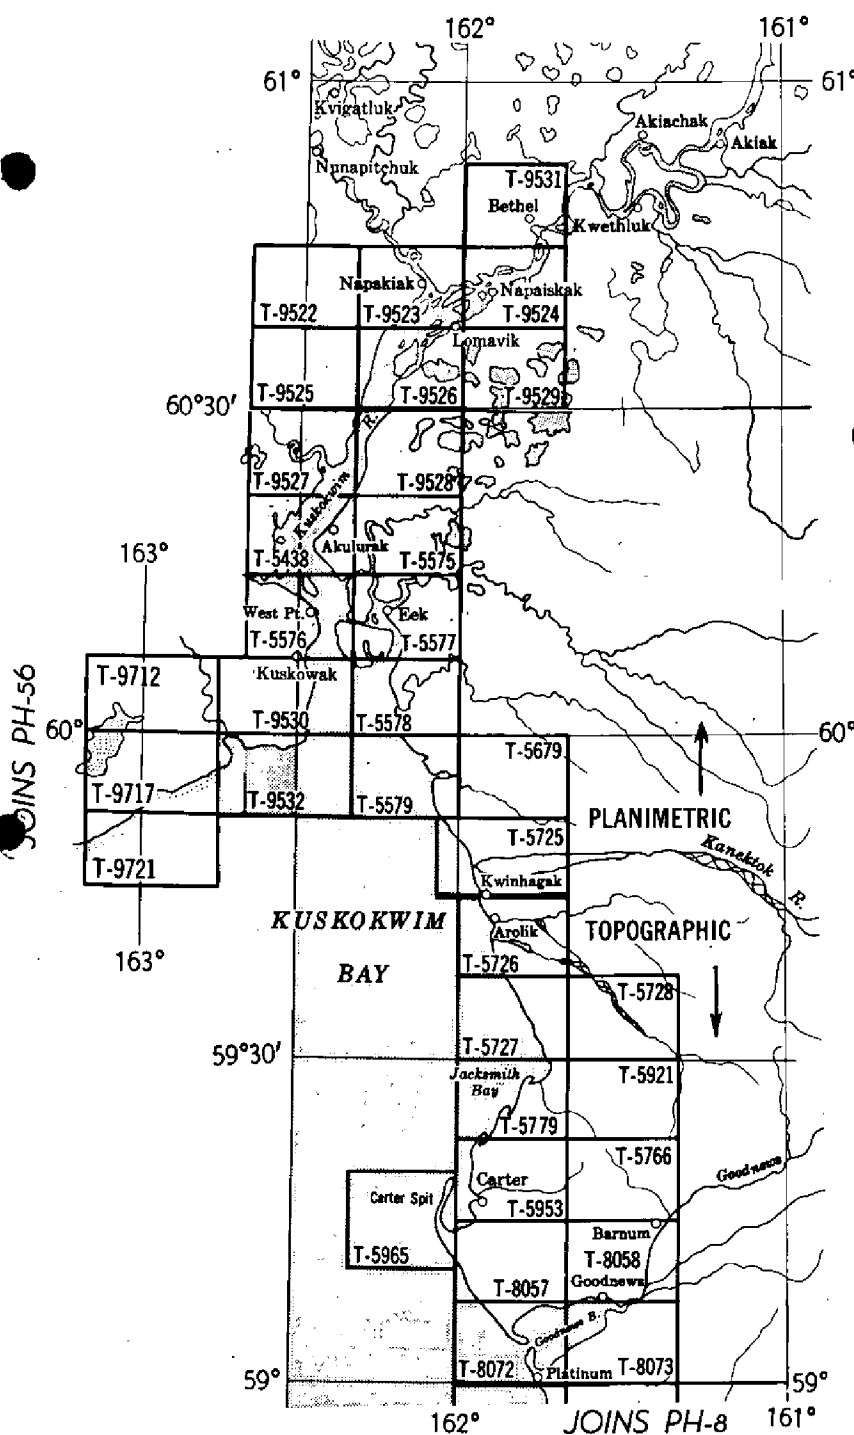 162° 161°
61° 61°
Kvigatluk
Akiachak
Akiak
Nunapitchuk
T-9531
Bethel
Kwethluk
Napakiak
Napaiskak
T-9522 T-9523 T-9524
Lomavik
T-9525 T-9526 T-9529
60°30'
R.
T-9527 T-9528
Kuskokwim
Akulurak
163°
T-5438 T-5575
West Pt. Eek
T-5576 T-5577
JOINS PH-56
T-9712
Kuskowak
T-9530 T-5578
60° 60°
T-5679
T-9717 T-9532 T-5579
PLANIMETRIC
T-5725
Kanektok
R.
T-9721
Kwinhagak
KUSKOKWIM
BAY
Arolik
TOPOGRAPHIC
163°
T-5726
T-5728
T-5727
59°30'
Jacksmith
Bay
T-5921
T-5779
T-5766
Goodnews
Carter Spit
Carter
T-5953
Barnum
T-5965
T-8058
Goodnews
T-8057
Goodnews B.
T-8072 Platinum T-8073
59° 59°
162° JOINS PH-8 161°